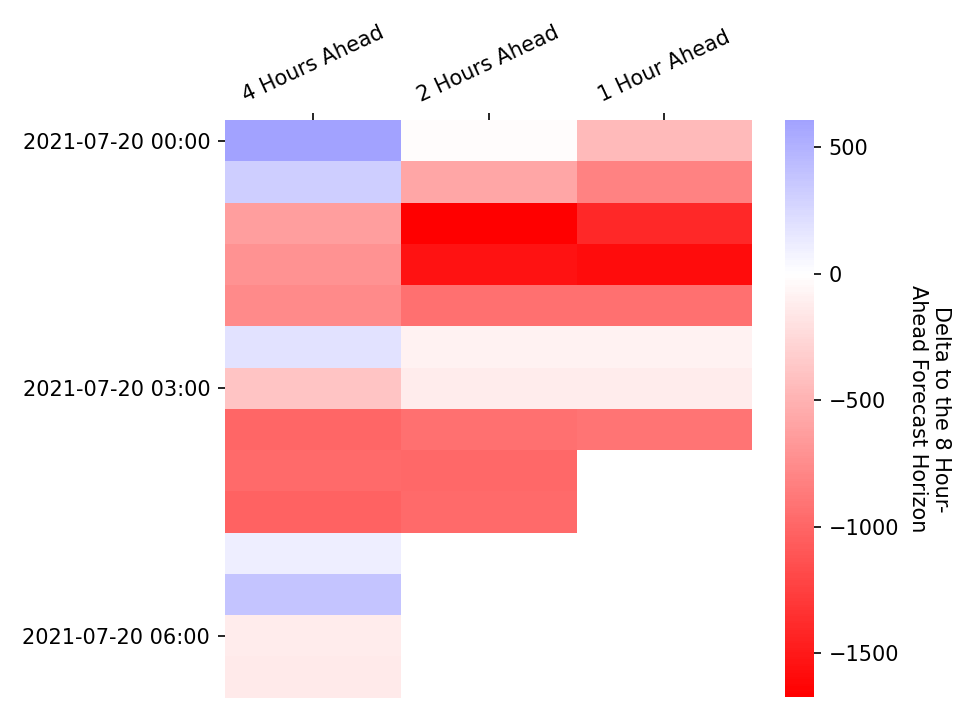 4 Hours Ahead
2 Hours Ahead
1 Hour Ahead
2021-07-20 00:00
2021-07-20 03:00
2021-07-20 06:00
500
0
−500
−1000
−1500
Delta to the 8 Hour-
Ahead Forecast Horizon